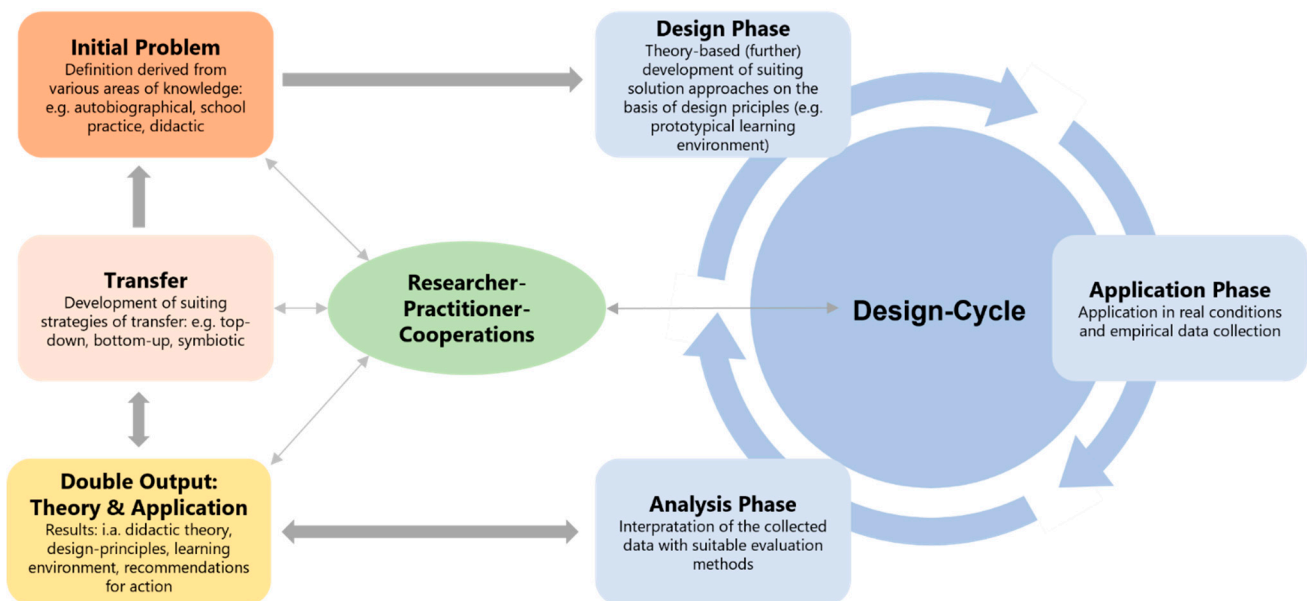 Initial Problem
Definition derived from
various areas of knowledge:
e.g. autobiographical, school
practice, didactic
Design Phase
Theory-based (further)
development of suiting
solution approaches on the
basis of design priciples (e.g.
prototypical learning
environment)
Transfer
Development of suiting
strategies of transfer: e.g. top-
down, bottom-up, symbiotic
Researcher-
Practitioner-
Cooperations
Design-Cycle
Application Phase
Application in real conditions
and empirical data collection
Double Output:
Theory & Application
Results: i.a. didactic theory,
design-principles, learning
environment, recommendations
for action
Analysis Phase
Interpratation of the collected
data with suitable evaluation
methods